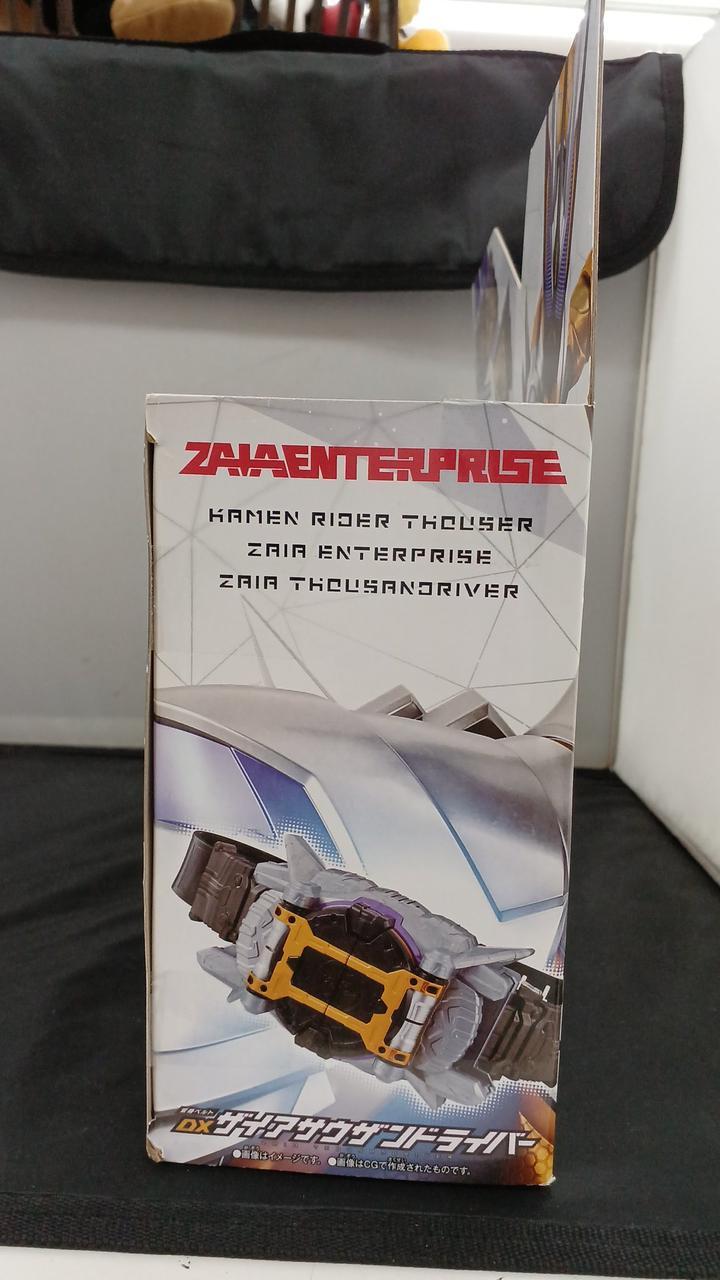 ZAIAENTERPRISE
KAMEN RIDER THOUSER
ZAIA ENTERPRISE
ZAIA THOUSANDRIVER
変身ベルト
DXザイアサウザンドライバー
●画像はイメージです。 ●画像はCGで作成されたものです。